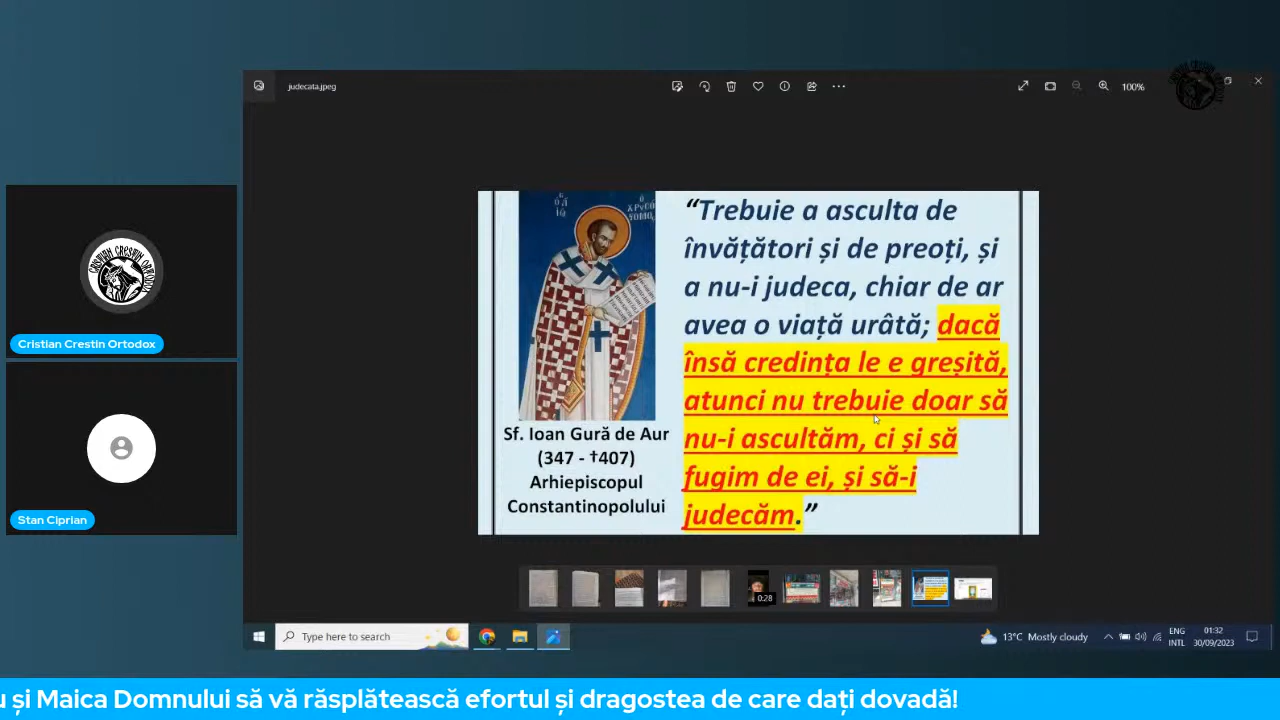 judecata.jpeg
100%
CRISTIAN CRESTIN ORTODOX
Cristian Crestin Ortodox
Stan Ciprian
“Trebuie a asculta de
învățători și de preoți, și
a nu-i judeca, chiar de ar
avea o viață urâtă; dacă
însă credința le e greșită,
atunci nu trebuie doar să
nu-i ascultăm, ci și să
fugim de ei, și să-i
judecăm.”
Sf. Ioan Gură de Aur
(347 - †407)
Arhiepiscopul
Constantinopolului
0:28
Type here to search
13°C Mostly cloudy
ENG
INTL
01:32
30/09/2023
u și Maica Domnului să vă răsplătească efortul și dragostea de care dați dovadă!